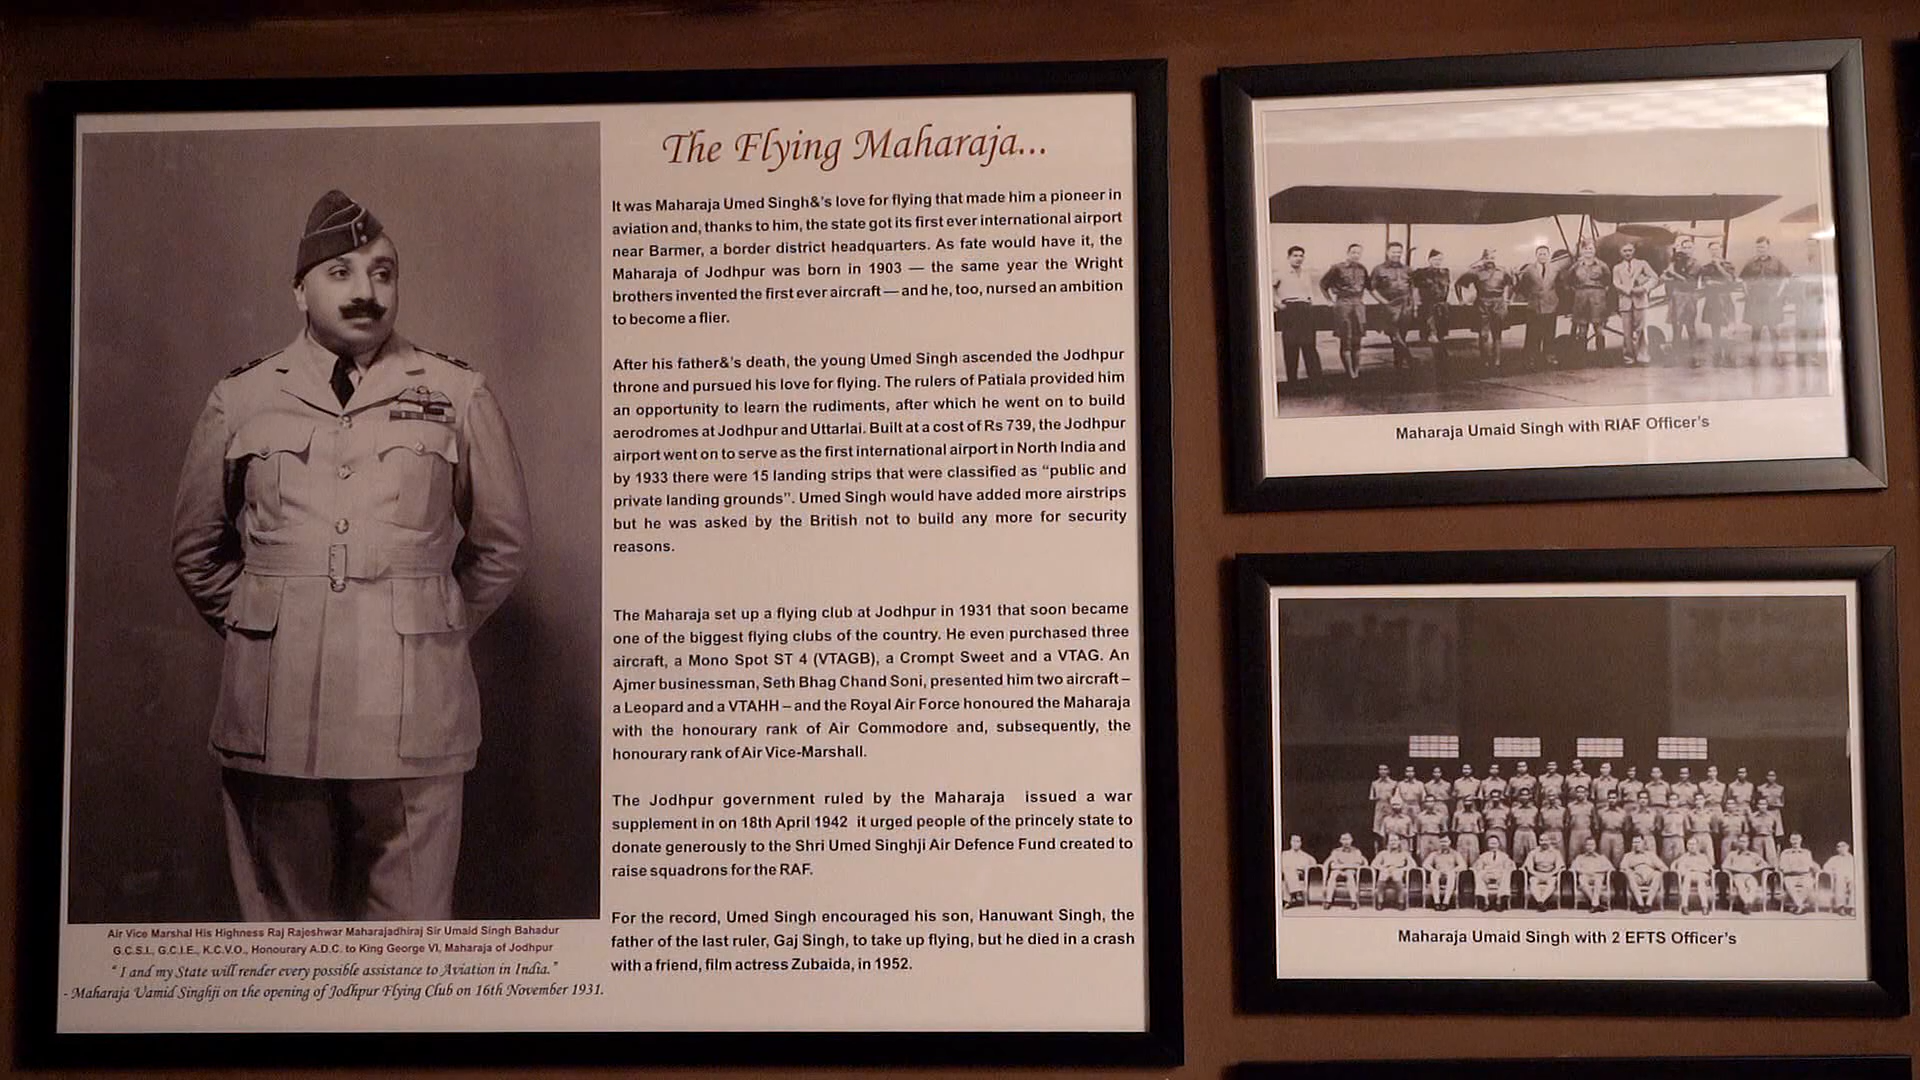 The Flying Maharaja...
It was Maharaja Umed Singh&'s love for flying that made him a pioneer in
aviation and, thanks to him, the state got its first ever international airport
near Barmer, a border district headquarters. As fate would have it, the
Maharaja of Jodhpur was born in 1903 — the same year the Wright
brothers invented the first ever aircraft — and he, too, nursed an ambition
to become a flier.
After his father&'s death, the young Umed Singh ascended the Jodhpur
throne and pursued his love for flying. The rulers of Patiala provided him
an opportunity to learn the rudiments, after which he went on to build
aerodromes at Jodhpur and Uttarlai. Built at a cost of Rs 739, the Jodhpur
airport went on to serve as the first international airport in North India and
by 1933 there were 15 landing strips that were classified as “public and
private landing grounds”. Umed Singh would have added more airstrips
but he was asked by the British not to build any more for security
reasons.
The Maharaja set up a flying club at Jodhpur in 1931 that soon became
one of the biggest flying clubs of the country. He even purchased three
aircraft, a Mono Spot ST 4 (VTAGB), a Crompt Sweet and a VTAG. An
Ajmer businessman, Seth Bhag Chand Soni, presented him two aircraft –
a Leopard and a VTAHH – and the Royal Air Force honoured the Maharaja
with the honourary rank of Air Commodore and, subsequently, the
honourary rank of Air Vice-Marshall.
The Jodhpur government ruled by the Maharaja issued a war
supplement in on 18th April 1942 it urged people of the princely state to
donate generously to the Shri Umed Singhji Air Defence Fund created to
raise squadrons for the RAF.
For the record, Umed Singh encouraged his son, Hanuwant Singh, the
father of the last ruler, Gaj Singh, to take up flying, but he died in a crash
with a friend, film actress Zubaida, in 1952.
Air Vice Marshal His Highness Raj Rajeshwar Maharajadhiraj Sir Umaid Singh Bahadur
G.C.S.I., G.C.I.E., K.C.V.O., Honourary A.D.C. to King George VI, Maharaja of Jodhpur
“ I and my State will render every possible assistance to Aviation in India.”
- Maharaja Uamid Singhji on the opening of Jodhpur Flying Club on 16th November 1931.
Maharaja Umaid Singh with RIAF Officer's
Maharaja Umaid Singh with 2 EFTS Officer's